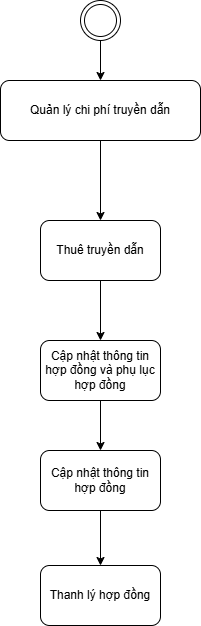 Quản lý chi phí truyền dẫn
Thuê truyền dẫn
Cập nhật thông tin
hợp đồng và phụ lục
hợp đồng
Cập nhật thông tin
hợp đồng
Thanh lý hợp đồng